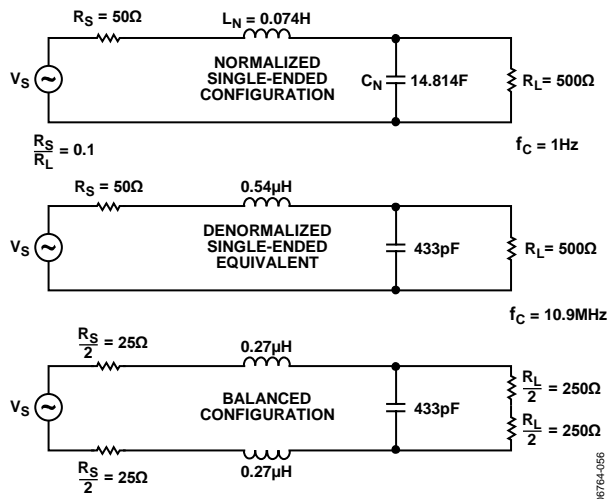 R_S = 50Ω
L_N = 0.074H
V_S
NORMALIZED
SINGLE-ENDED
CONFIGURATION
C_N
14.814F
R_L = 500Ω
R_S
R_L
= 0.1
f_C = 1Hz
R_S = 50Ω
0.54µH
V_S
DENORMALIZED
SINGLE-ENDED
EQUIVALENT
433pF
R_L = 500Ω
f_C = 10.9MHz
R_S
2
= 25Ω
0.27µH
V_S
BALANCED
CONFIGURATION
433pF
R_L
2
= 250Ω
R_L
2
= 250Ω
R_S
2
= 25Ω
0.27µH